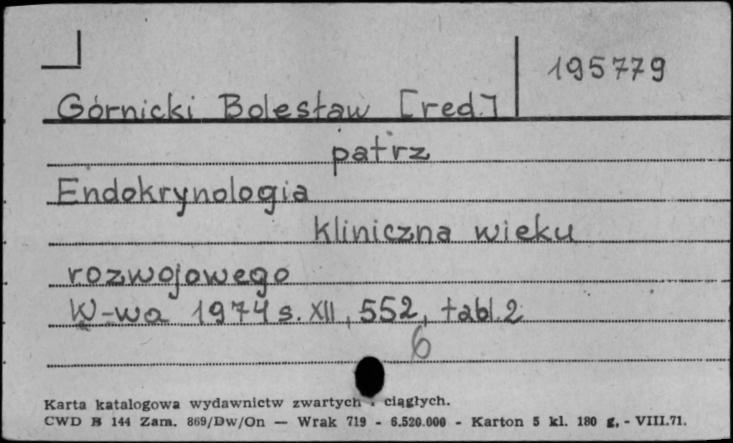 195779
Górnicki Bolesław [red.]
patrz
Endokrynologia
kliniczna wieku
rozwojowego
W-wa 1974 s. XII, 552, tabl. 2
6
Karta katalogowa wydawnictw zwartych i ciągłych.
CWD B 144 Zam. 869/Dw/On — Wrak 719 - 6.520.000 - Karton 5 kl. 180 g, - VIII.71.